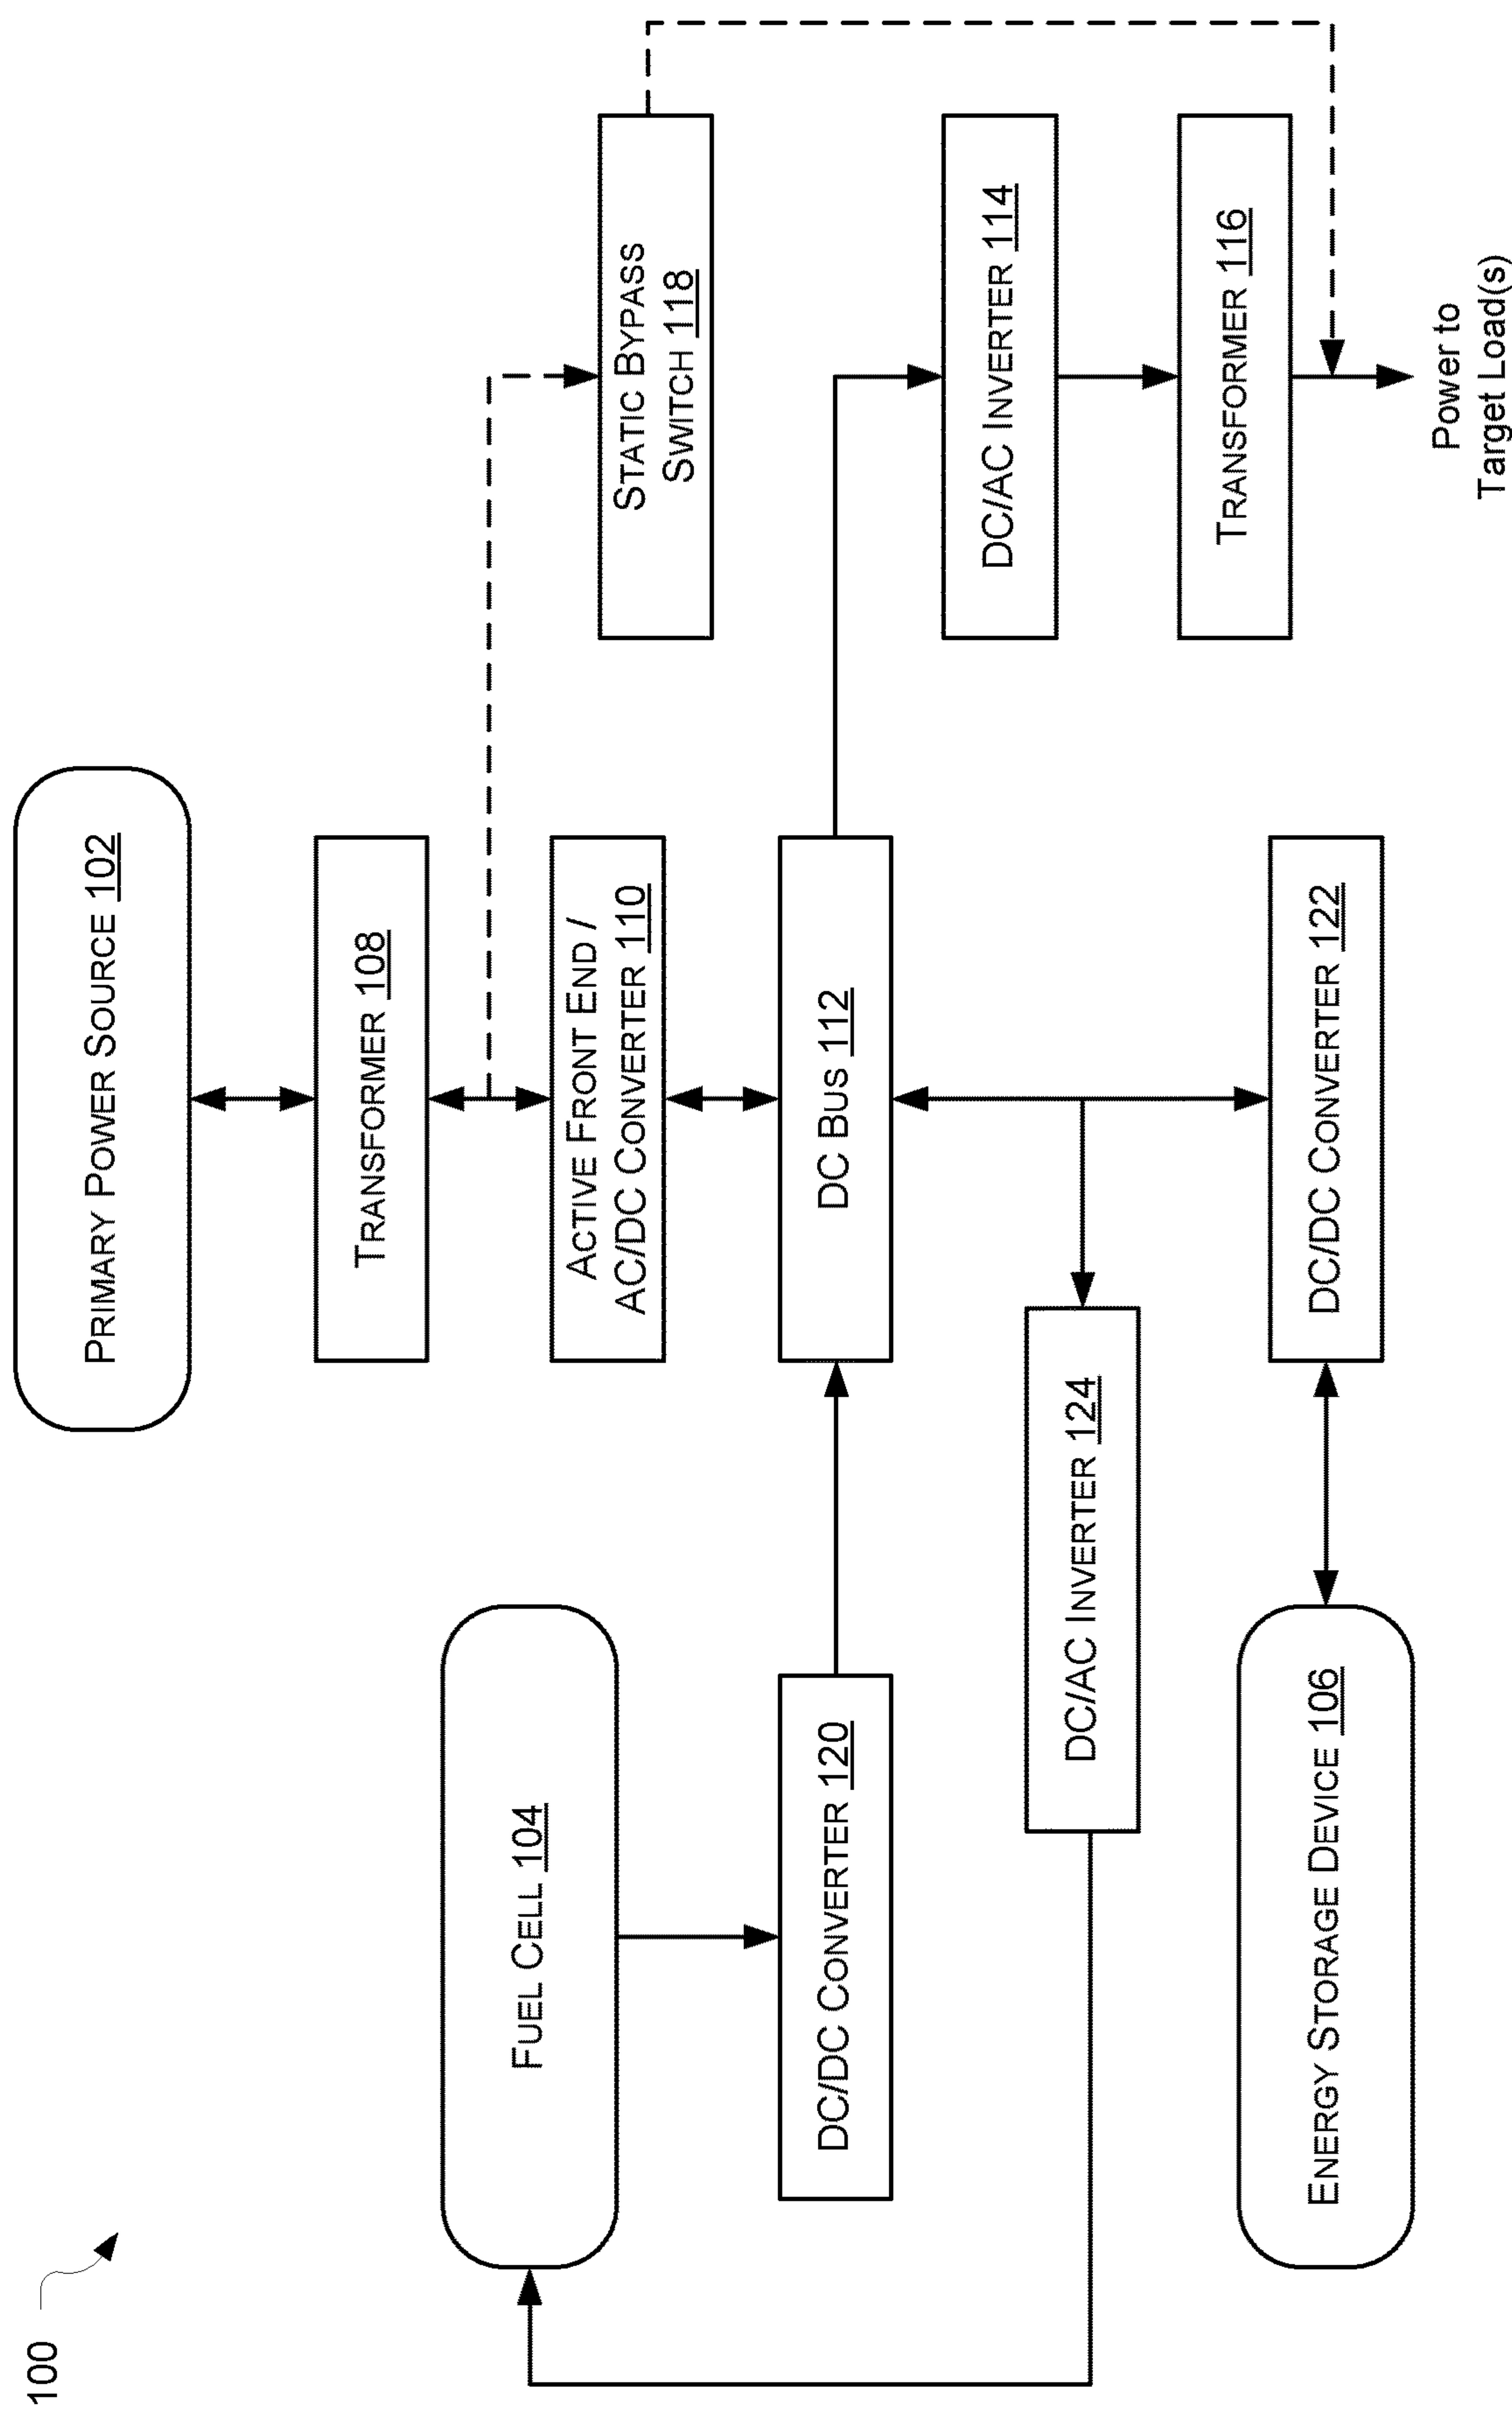 100
PRIMARY POWER SOURCE 102
FUEL CELL 104
TRANSFORMER 108
ACTIVE FRONT END /
AC/DC CONVERTER 110
STATIC BYPASS
SWITCH 118
DC/DC CONVERTER 120
DC BUS 112
DC/AC INVERTER 114
DC/AC INVERTER 124
TRANSFORMER 116
ENERGY STORAGE DEVICE 106
DC/DC CONVERTER 122
Power to
Target Load(s)